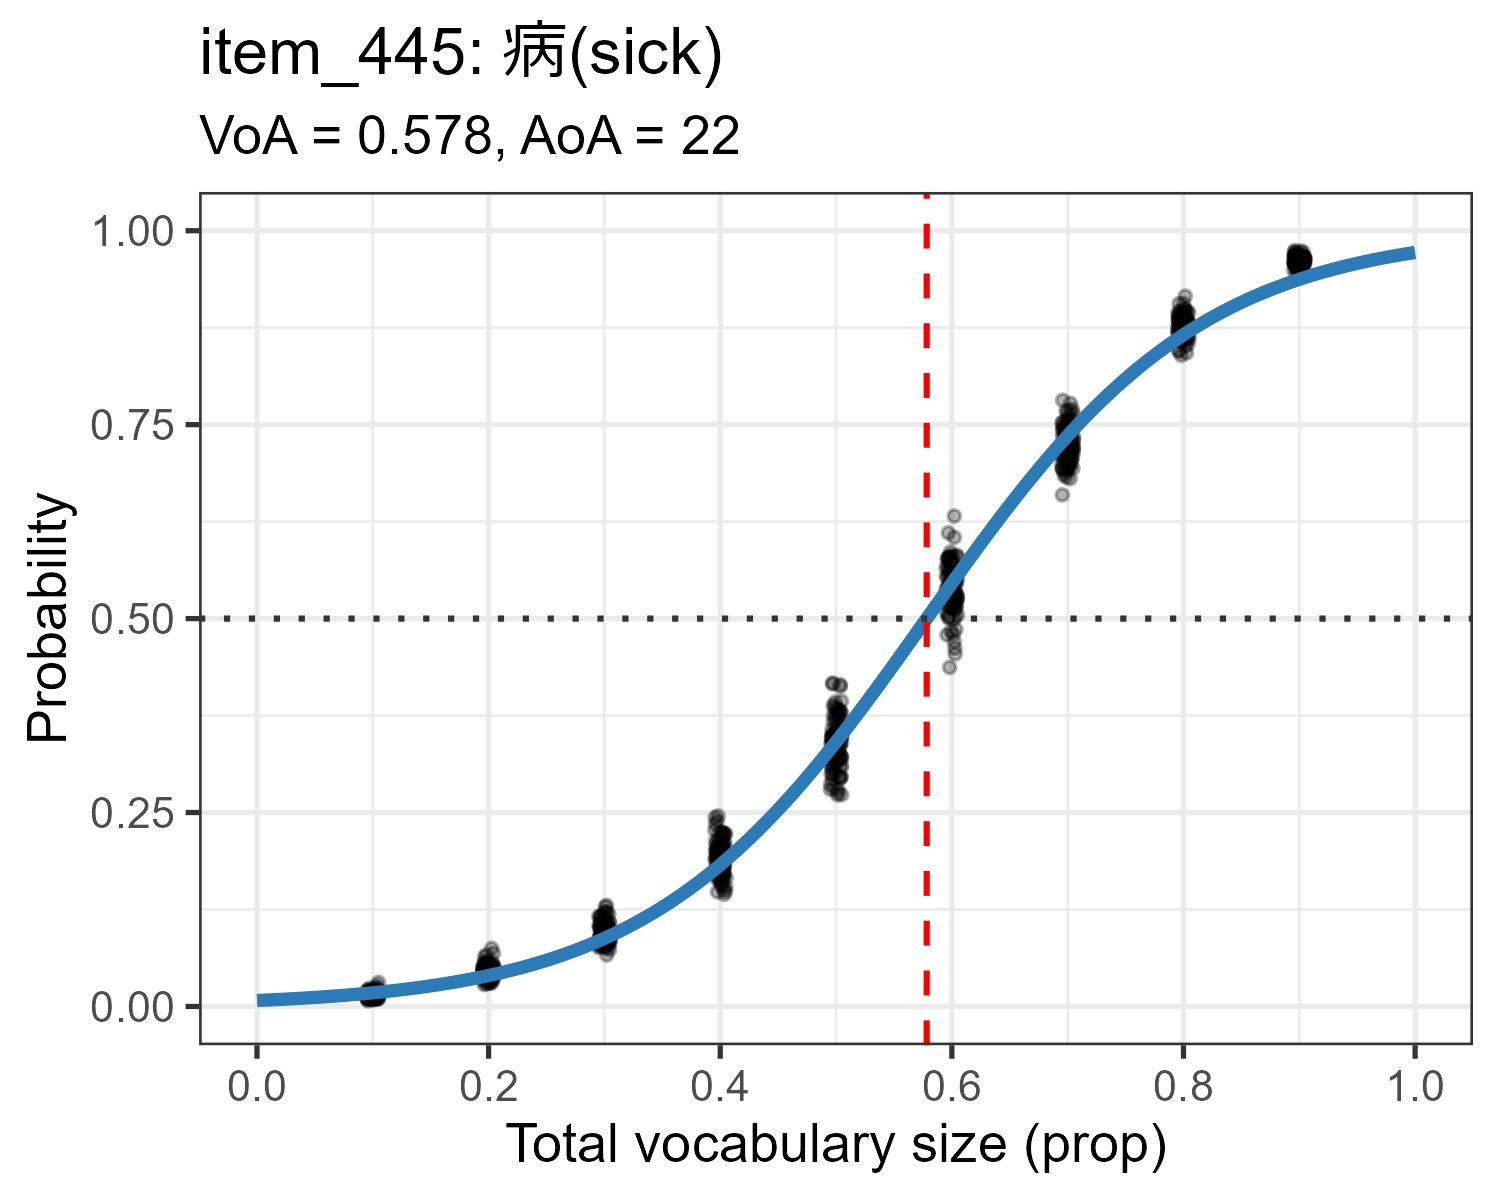 item_445: 病(sick)
VoA = 0.578, AoA = 22
1.00
0.75
0.50
0.25
0.00
Probability
0.0 0.2 0.4 0.6 0.8 1.0
Total vocabulary size (prop)